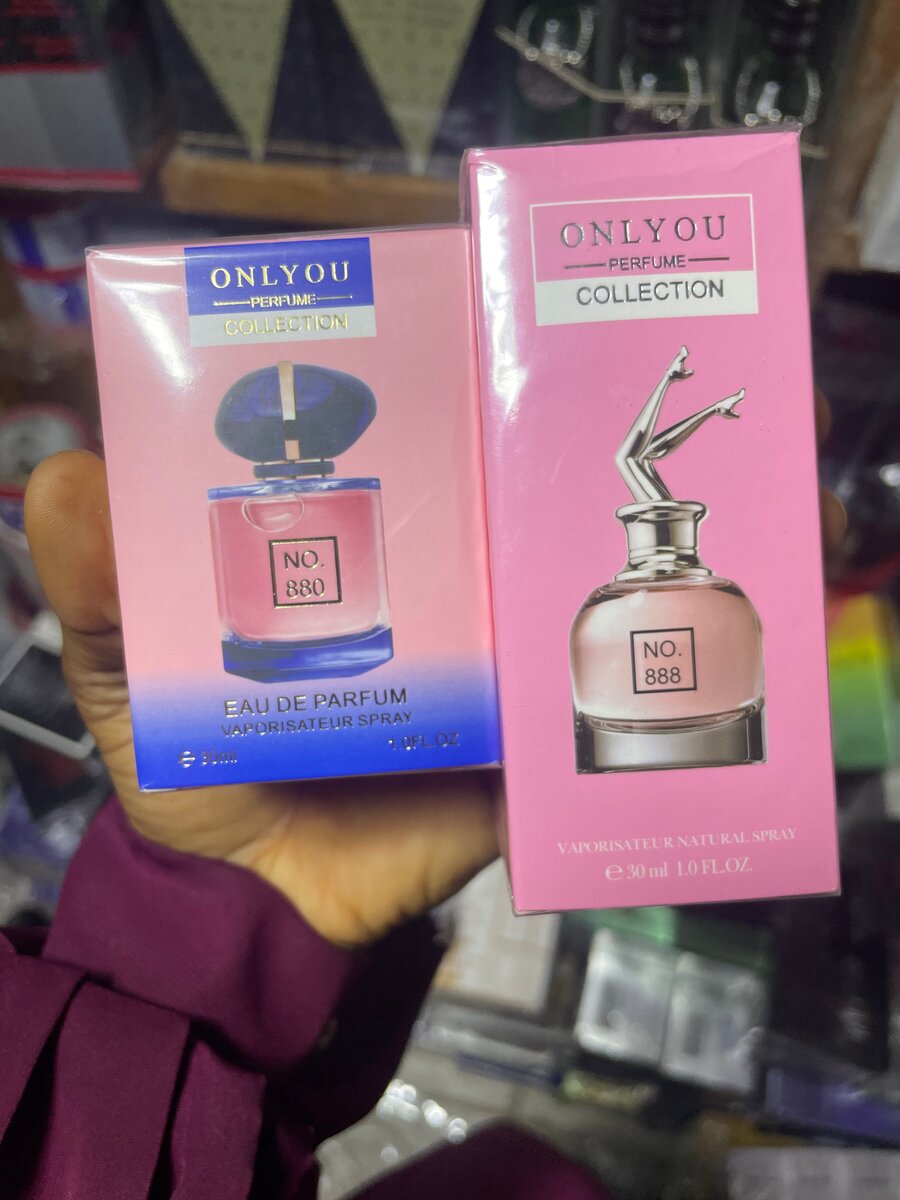 ONLYOU
PERFUME
COLLECTION
NO.
880
EAU DE PARFUM
VAPORISATEUR SPRAY
e 30ml
1.0FL.OZ
ONLYOU
PERFUME
COLLECTION
NO.
888
VAPORISATEUR NATURAL SPRAY
e 30 ml 1.0 FL.OZ.